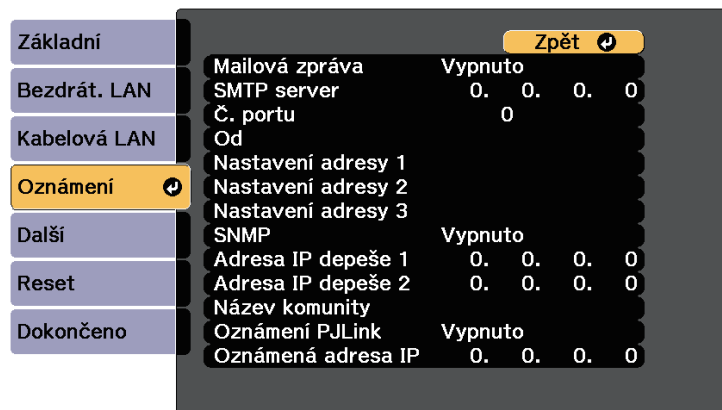 Základní
Bezdrát. LAN
Kabelová LAN
Oznámení
Další
Reset
Dokončeno
Zpět
Mailová zpráva Vypnuto
SMTP server 0. 0. 0. 0
Č. portu 0
Od
Nastavení adresy 1
Nastavení adresy 2
Nastavení adresy 3
SNMP Vypnuto
Adresa IP depeše 1 0. 0. 0. 0
Adresa IP depeše 2 0. 0. 0. 0
Název komunity
Oznámení PJLink Vypnuto
Oznámená adresa IP 0. 0. 0. 0